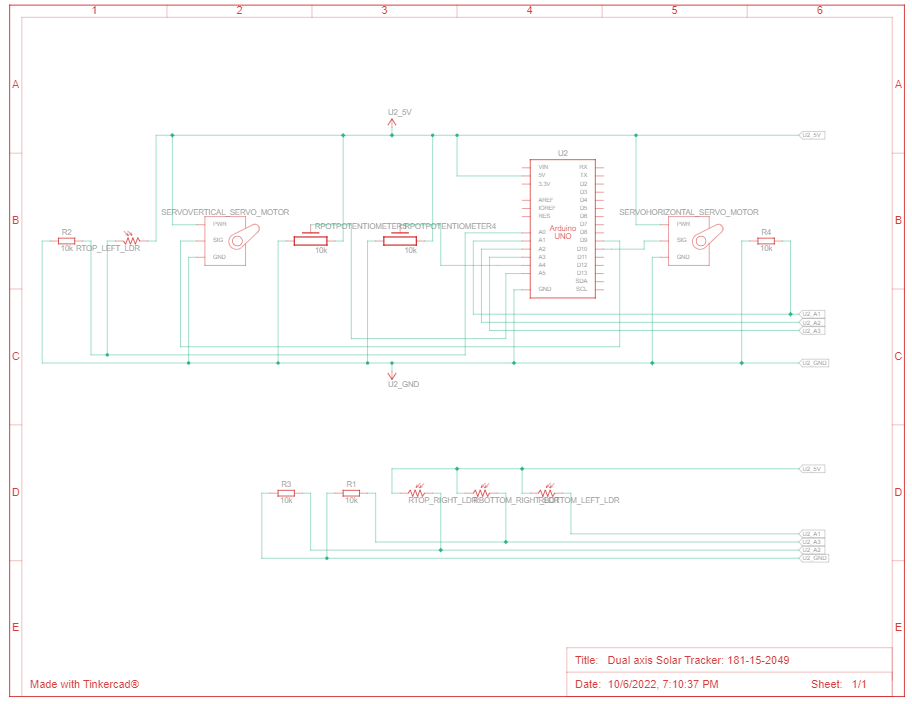 1 2 3 4 5 6
A A
U2_5V
U2_5V
U2
VIN RX
5V TX
3.3V D2
D3
AREF D4
IOREF D5
RES D6
D7
A0 D8
A1 D9
A2 D10
A3 D11
A4 D12
A5 D13
SDA
GND SCL
Arduino
UNO
B B
SERVOVERTICAL_SERVO_MOTOR
PWR
SIG
GND
RPOTPOTENTIOMETER3
10k
RPOTPOTENTIOMETER4
10k
SERVOHORIZONTAL_SERVO_MOTOR
PWR
SIG
GND
R2
10k
RTOP_LEFT_LDR
R4
10k
U2_A1
U2_A2
U2_A3
C C
U2_GND
U2_GND
U2_5V
D D
R3
10k
R1
10k
RTOP_RIGHT_LDR
RBOTTOM_RIGHT_LDR
RBOTTOM_LEFT_LDR
U2_A1
U2_A3
U2_A2
U2_GND
E E
Title: Dual axis Solar Tracker: 181-15-2049
Made with Tinkercad®
Date: 10/6/2022, 7:10:37 PM Sheet: 1/1